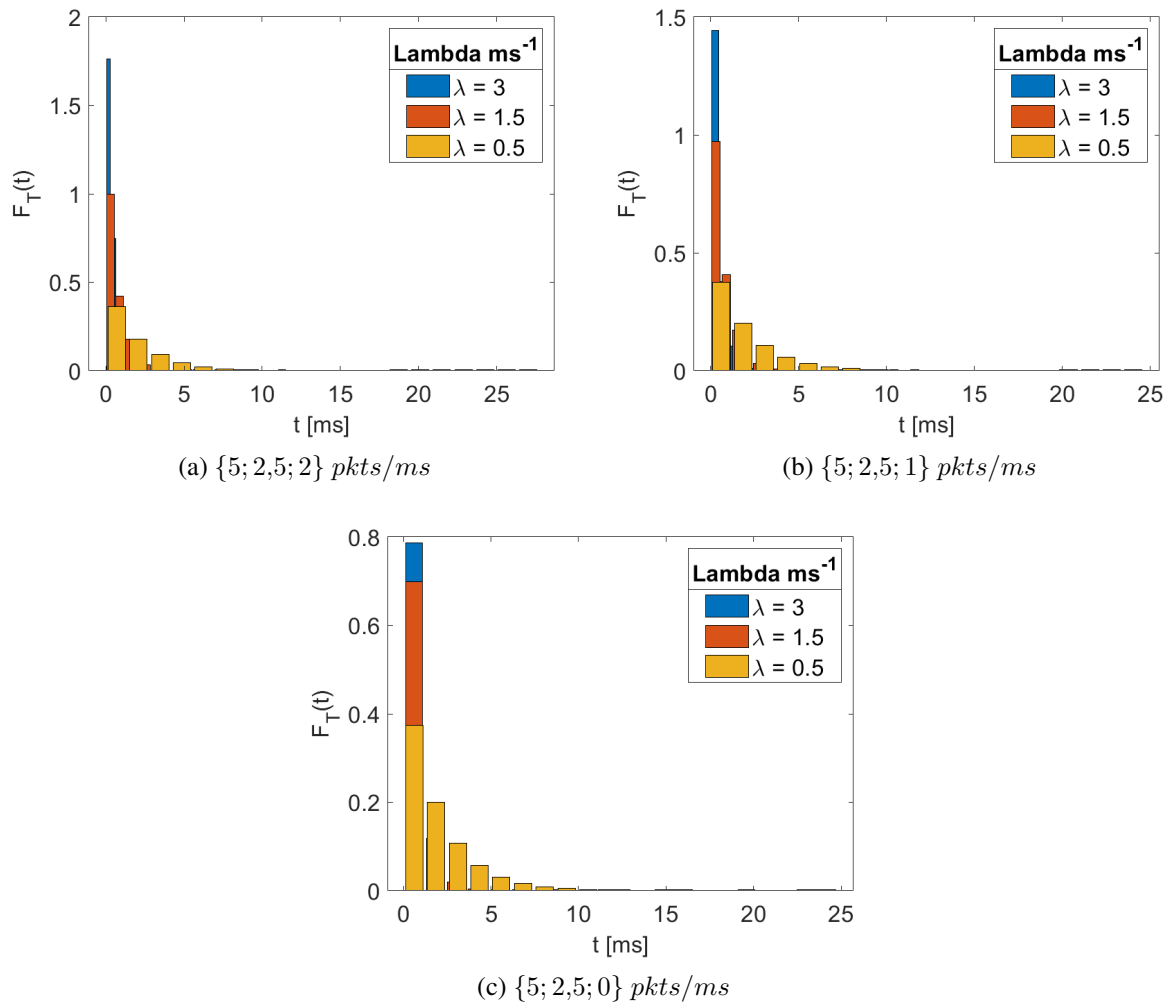 2
1.5
1
0.5
0
F_T(t)
0 5 10 15 20 25
t [ms]
Lambda ms^-1
λ = 3
λ = 1.5
λ = 0.5
(a) {5; 2,5; 2} pkts/ms
1.5
1
0.5
0
F_T(t)
0 5 10 15 20 25
t [ms]
Lambda ms^-1
λ = 3
λ = 1.5
λ = 0.5
(b) {5; 2,5; 1} pkts/ms
0.8
0.6
0.4
0.2
0
F_T(t)
0 5 10 15 20 25
t [ms]
Lambda ms^-1
λ = 3
λ = 1.5
λ = 0.5
(c) {5; 2,5; 0} pkts/ms